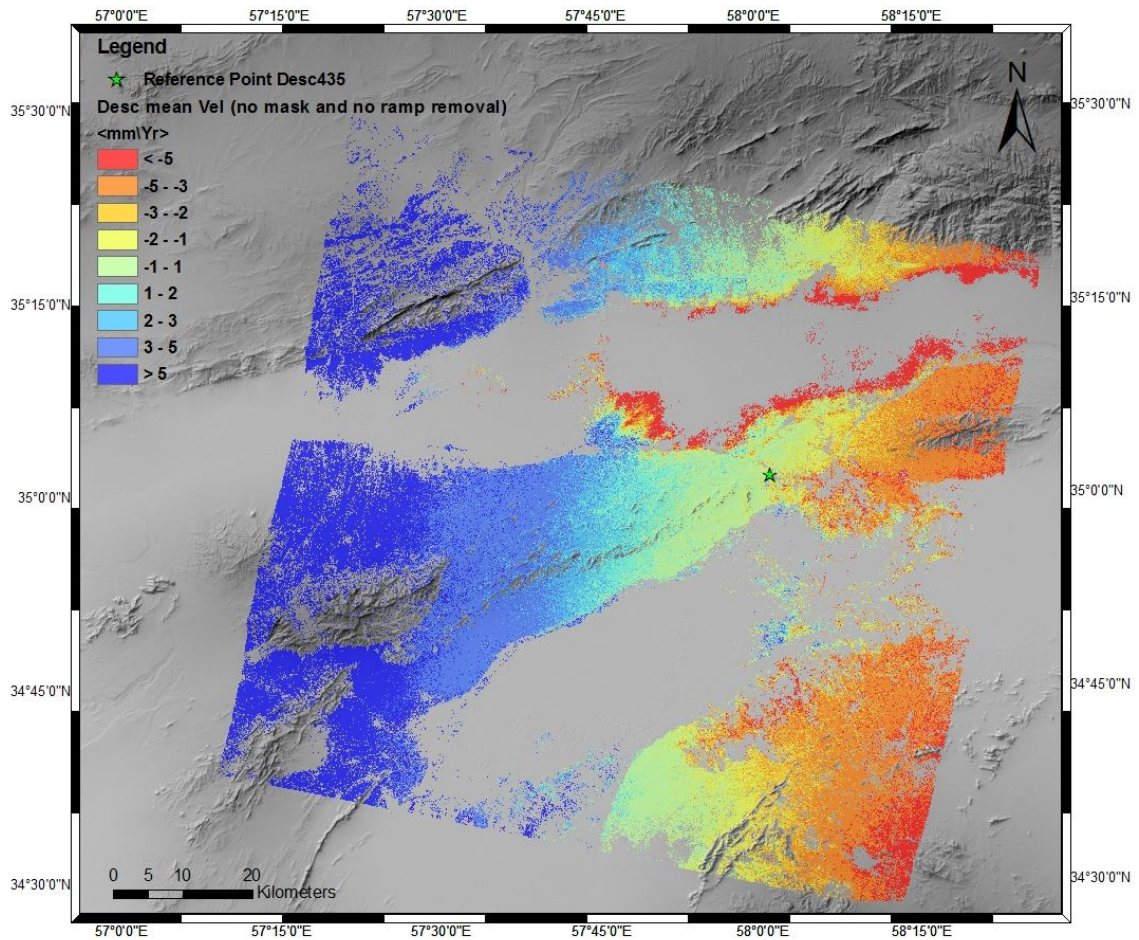 57°0'0"E 57°15'0"E 57°30'0"E 57°45'0"E 58°0'0"E 58°15'0"E
Legend
Reference Point Desc435
Desc mean Vel (no mask and no ramp removal)
<mm\Yr>
< -5
-5 - -3
-3 - -2
-2 - -1
-1 - 1
1 - 2
2 - 3
3 - 5
> 5
N
35°30'0"N 35°30'0"N
35°15'0"N 35°15'0"N
35°0'0"N 35°0'0"N
34°45'0"N 34°45'0"N
34°30'0"N 34°30'0"N
0 5 10 20
Kilometers
57°0'0"E 57°15'0"E 57°30'0"E 57°45'0"E 58°0'0"E 58°15'0"E